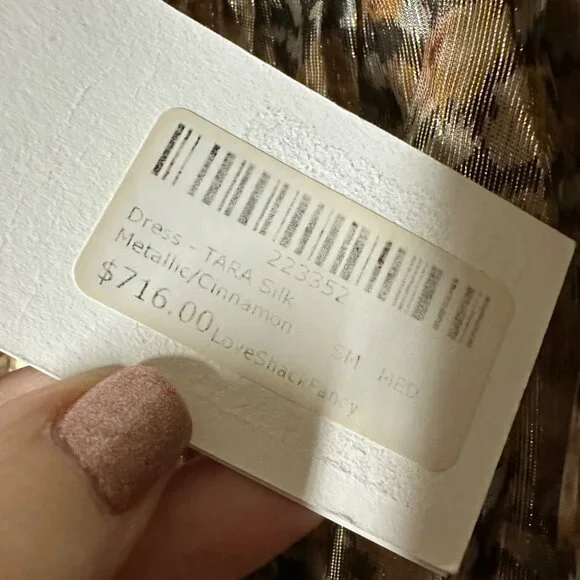 223352
Dress - TARA Silk
Metallic/Cinnamon SM MED
$716.00 LoveShackFancy